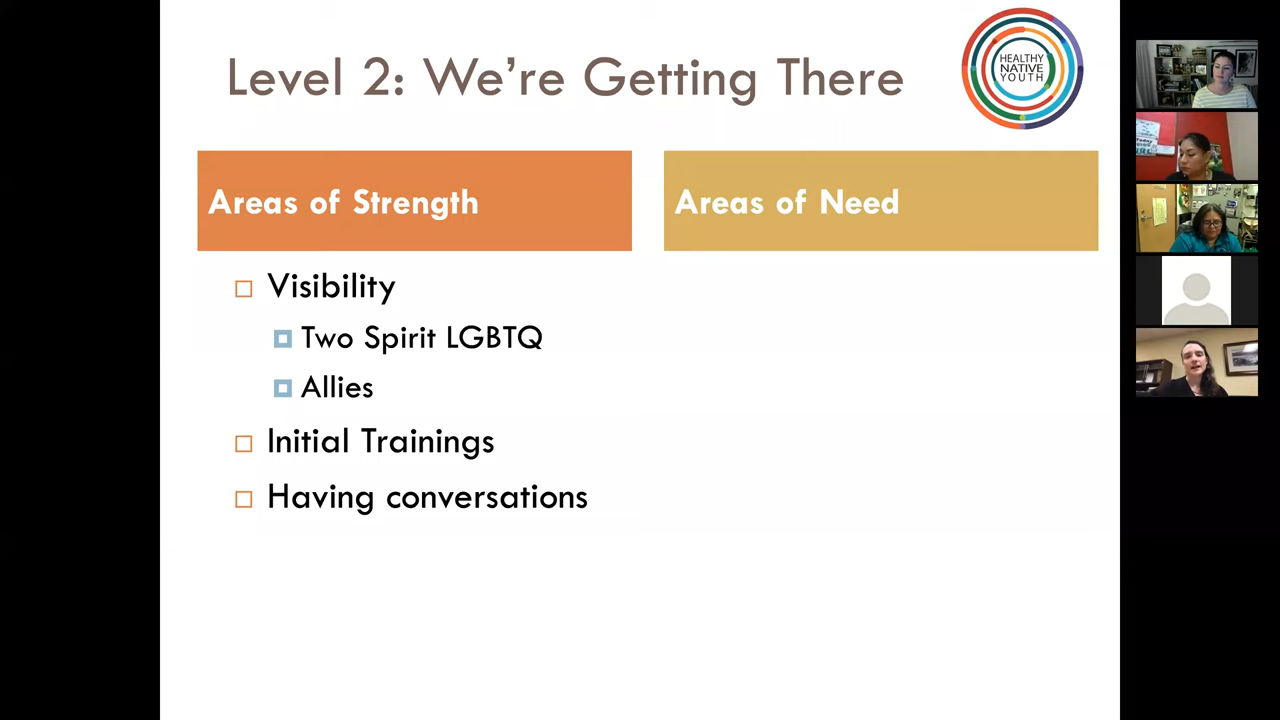 Level 2: We're Getting There
HEALTHY
NATIVE
YOUTH
Areas of Strength
Areas of Need
Visibility
Two Spirit LGBTQ
Allies
Initial Trainings
Having conversations